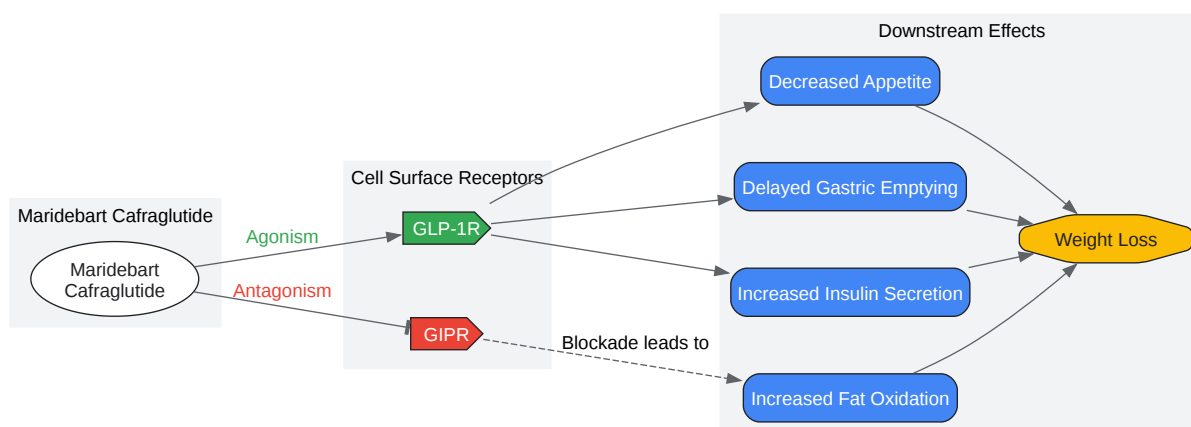 Downstream Effects
Decreased Appetite
Cell Surface Receptors
Delayed Gastric Emptying
Maridebart Cafraglutide
GLP-1R
Agonism
Weight Loss
Maridebart
Cafraglutide
Antagonism
Increased Insulin Secretion
GIPR
Blockade leads to
Increased Fat Oxidation